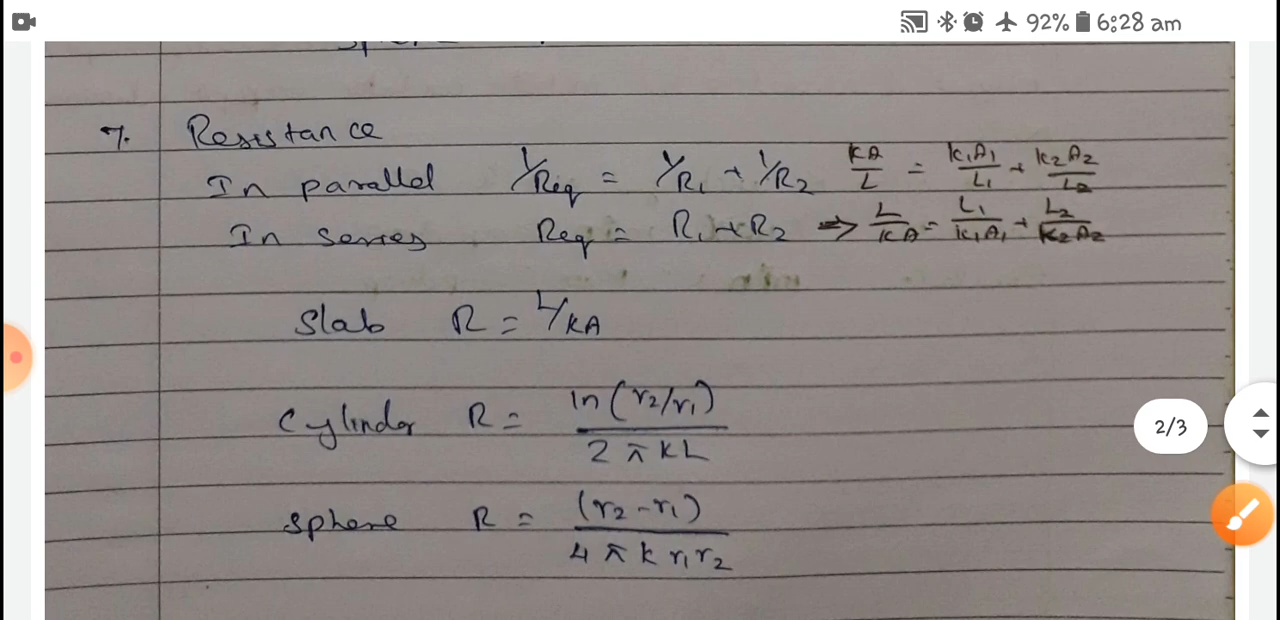 92% 6:28 am
7. Resistance
In parallel 1/Req = 1/R1 + 1/R2 KA/L = K1A1/L1 + K2A2/L2
In series Req = R1 + R2 ⇒ L/KA = L1/K1A1 + L2/K2A2
Slab R = L/KA
Cylinder R = ln(r2/r1)/2πKL
2/3
Sphere R = (r2-r1)/4πK r1r2